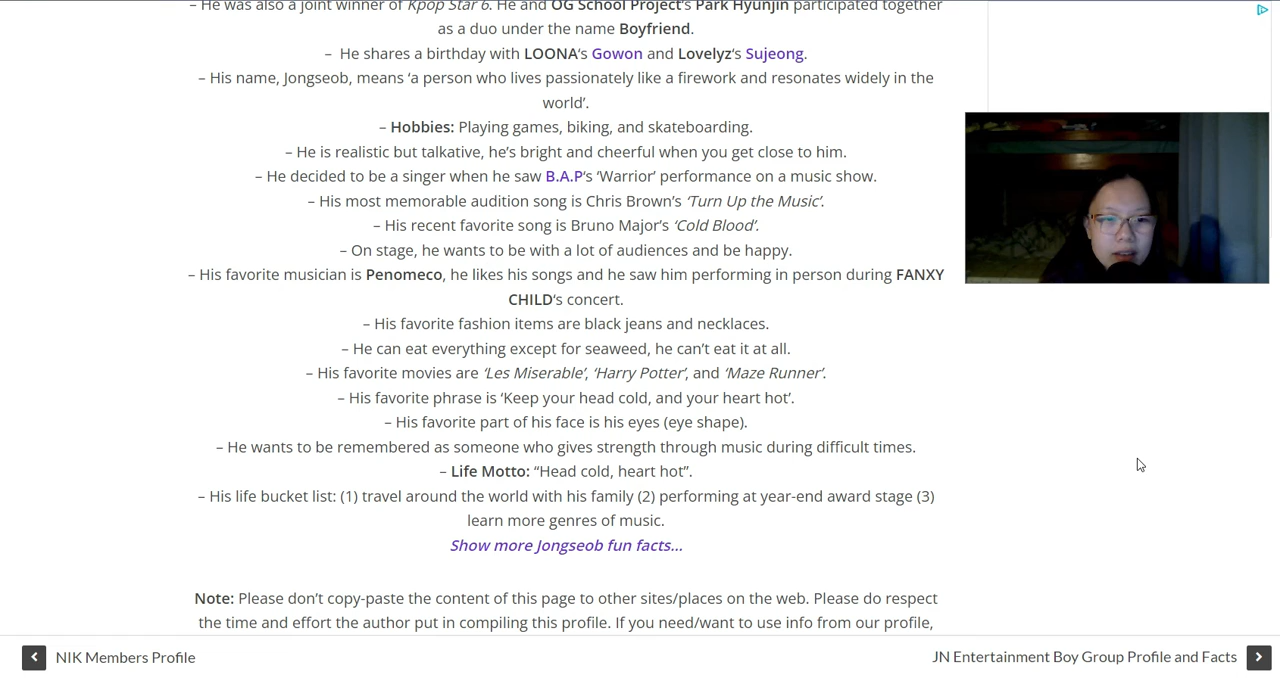 – He was also a joint winner of Kpop Star 6. He and OG School Project's Park Hyunjin participated together
as a duo under the name Boyfriend.
– He shares a birthday with LOONA's Gowon and Lovelyz's Sujeong.
– His name, Jongseob, means 'a person who lives passionately like a firework and resonates widely in the
world'.
– Hobbies: Playing games, biking, and skateboarding.
– He is realistic but talkative, he's bright and cheerful when you get close to him.
– He decided to be a singer when he saw B.A.P's 'Warrior' performance on a music show.
– His most memorable audition song is Chris Brown's 'Turn Up the Music'.
– His recent favorite song is Bruno Major's 'Cold Blood'.
– On stage, he wants to be with a lot of audiences and be happy.
– His favorite musician is Penomeco, he likes his songs and he saw him performing in person during FANXY
CHILD's concert.
– His favorite fashion items are black jeans and necklaces.
– He can eat everything except for seaweed, he can't eat it at all.
– His favorite movies are 'Les Miserable', 'Harry Potter', and 'Maze Runner'.
– His favorite phrase is 'Keep your head cold, and your heart hot'.
– His favorite part of his face is his eyes (eye shape).
– He wants to be remembered as someone who gives strength through music during difficult times.
– Life Motto: "Head cold, heart hot".
– His life bucket list: (1) travel around the world with his family (2) performing at year-end award stage (3)
learn more genres of music.
Show more Jongseob fun facts...
Note: Please don't copy-paste the content of this page to other sites/places on the web. Please do respect
the time and effort the author put in compiling this profile. If you need/want to use info from our profile,
NIK Members Profile
JN Entertainment Boy Group Profile and Facts